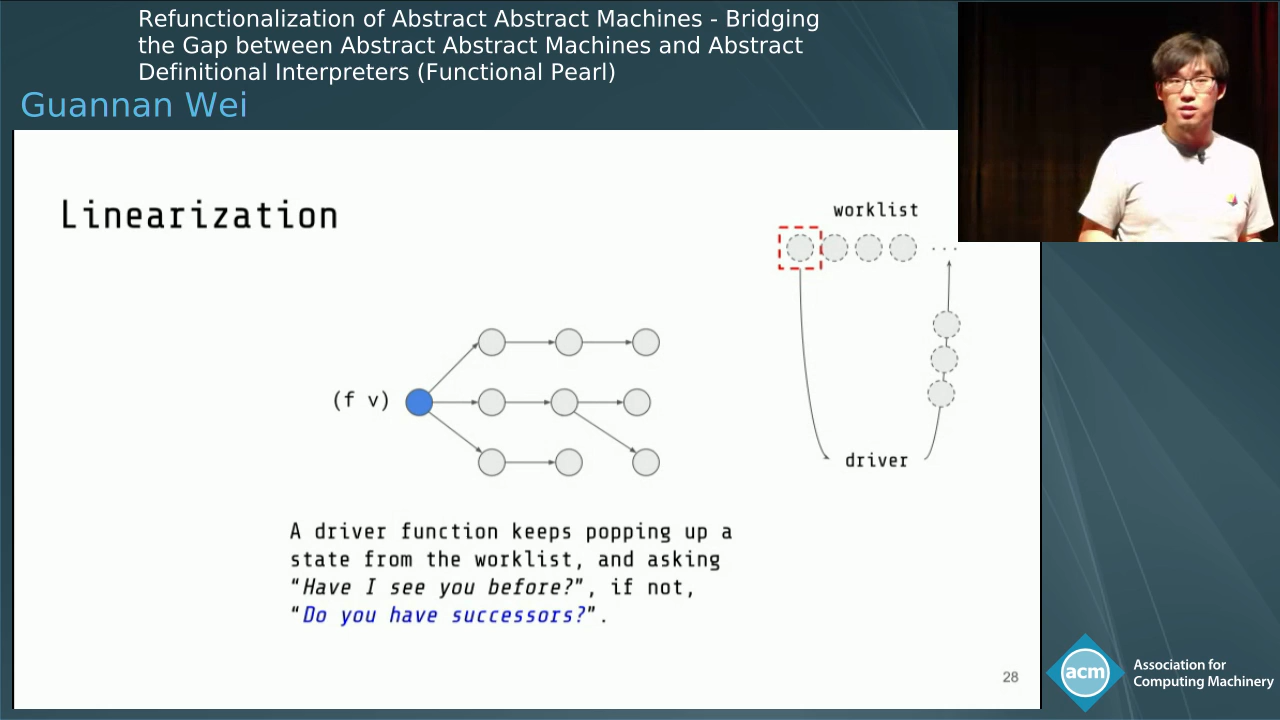 Refunctionalization of Abstract Abstract Machines - Bridging
the Gap between Abstract Abstract Machines and Abstract
Definitional Interpreters (Functional Pearl)
Guannan Wei
Linearization
worklist
...
(f v)
driver
A driver function keeps popping up a
state from the worklist, and asking
“Have I see you before?”, if not,
“Do you have successors?”.
28
acm
Association for
Computing Machinery